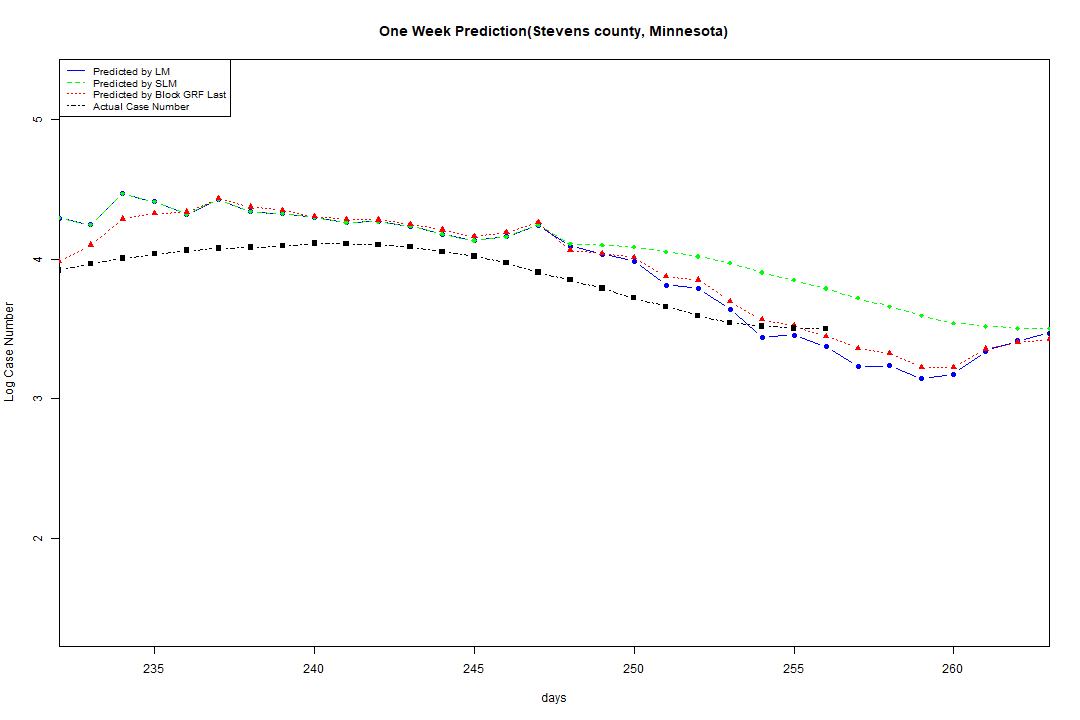 One Week Prediction(Stevens county, Minnesota)
Predicted by LM
Predicted by SLM
Predicted by Block GRF Last
Actual Case Number
5
4
3
2
Log Case Number
235 240 245 250 255 260
days